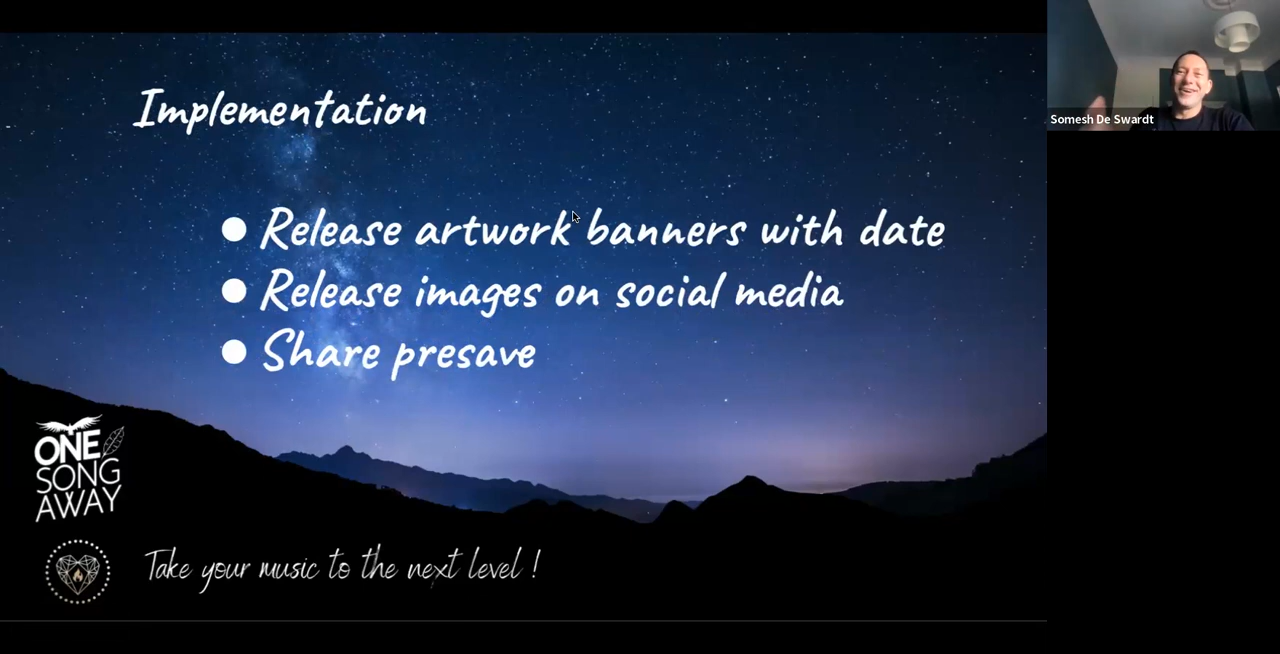 Implementation
Release artwork banners with date
Release images on social media
Share presave
ONE
SONG
AWAY
Take your music to the next level !
Somesh De Swardt